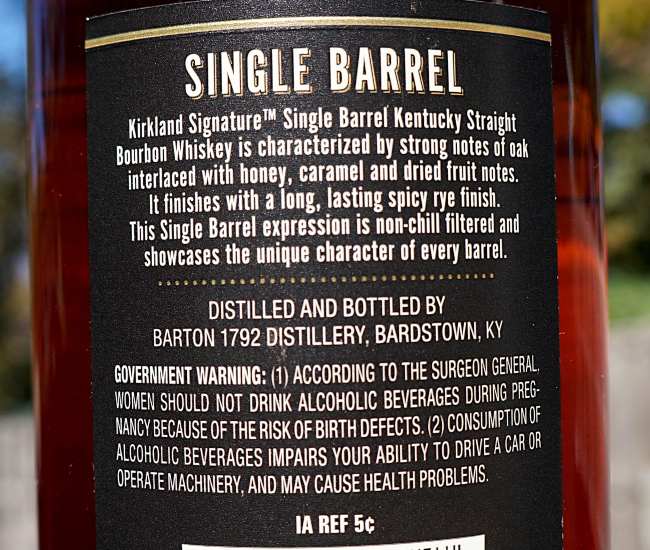 SINGLE BARREL
Kirkland Signature™ Single Barrel Kentucky Straight
Bourbon Whiskey is characterized by strong notes of oak
interlaced with honey, caramel and dried fruit notes.
It finishes with a long, lasting spicy rye finish.
This Single Barrel expression is non-chill filtered and
showcases the unique character of every barrel.
DISTILLED AND BOTTLED BY
BARTON 1792 DISTILLERY, BARDSTOWN, KY
GOVERNMENT WARNING: (1) ACCORDING TO THE SURGEON GENERAL,
WOMEN SHOULD NOT DRINK ALCOHOLIC BEVERAGES DURING PREG-
NANCY BECAUSE OF THE RISK OF BIRTH DEFECTS. (2) CONSUMPTION OF
ALCOHOLIC BEVERAGES IMPAIRS YOUR ABILITY TO DRIVE A CAR OR
OPERATE MACHINERY, AND MAY CAUSE HEALTH PROBLEMS.
IA REF 5¢